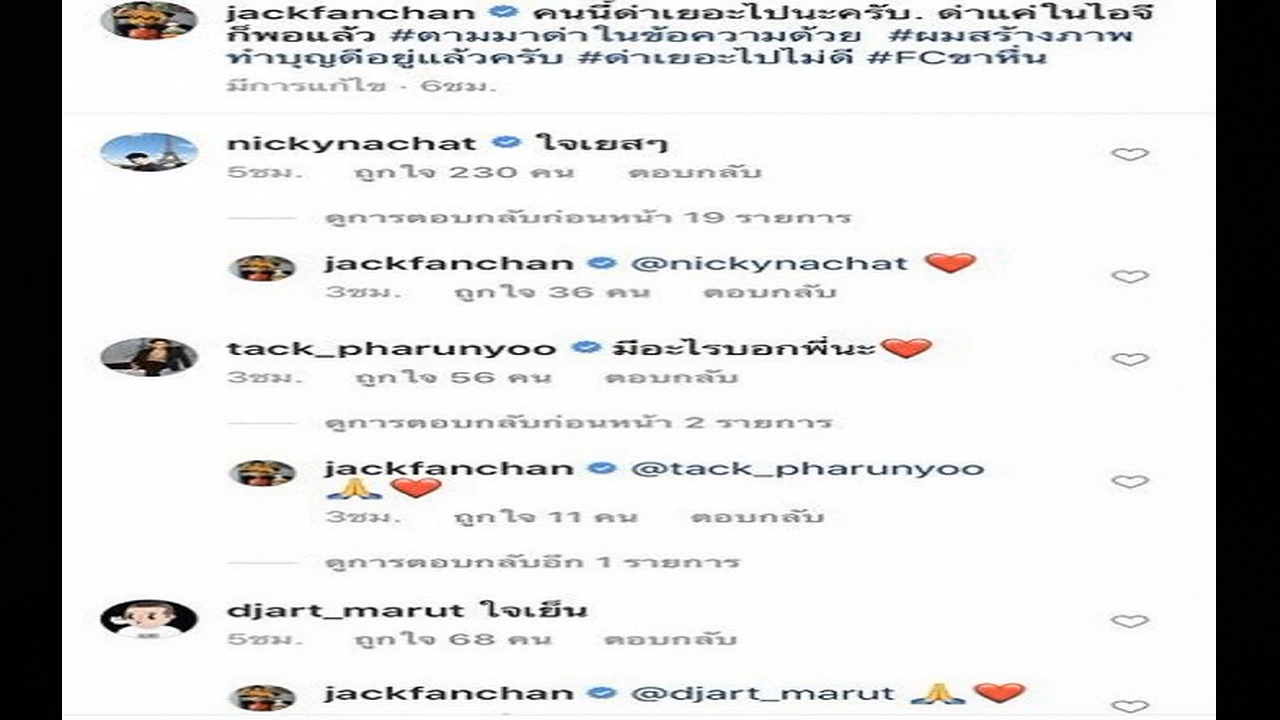 jackfanchan คนนี้ด่าเยอะไปนะครับ. ด่าแค่ในไอจี
ก็พอแล้ว #ตามมาด่าในข้อความด้วย #ผมสร้างภาพ
ทำบุญดีอยู่แล้วครับ #ด่าเยอะไปไม่ดี #FCขาหื่น
มีการแก้ไข · 6ชม.
nickynachat ใจเยสๆ
5ชม. ถูกใจ 230 คน ตอบกลับ
ดูการตอบกลับก่อนหน้า 19 รายการ
jackfanchan @nickynachat ❤️
3ชม. ถูกใจ 36 คน ตอบกลับ
tack_pharunyoo มีอะไรบอกพี่นะ❤️
3ชม. ถูกใจ 56 คน ตอบกลับ
ดูการตอบกลับก่อนหน้า 2 รายการ
jackfanchan @tack_pharunyoo
🙏❤️
3ชม. ถูกใจ 11 คน ตอบกลับ
ดูการตอบกลับอีก 1 รายการ
djart_marut ใจเย็น
5ชม. ถูกใจ 68 คน ตอบกลับ
jackfanchan @djart_marut 🙏❤️